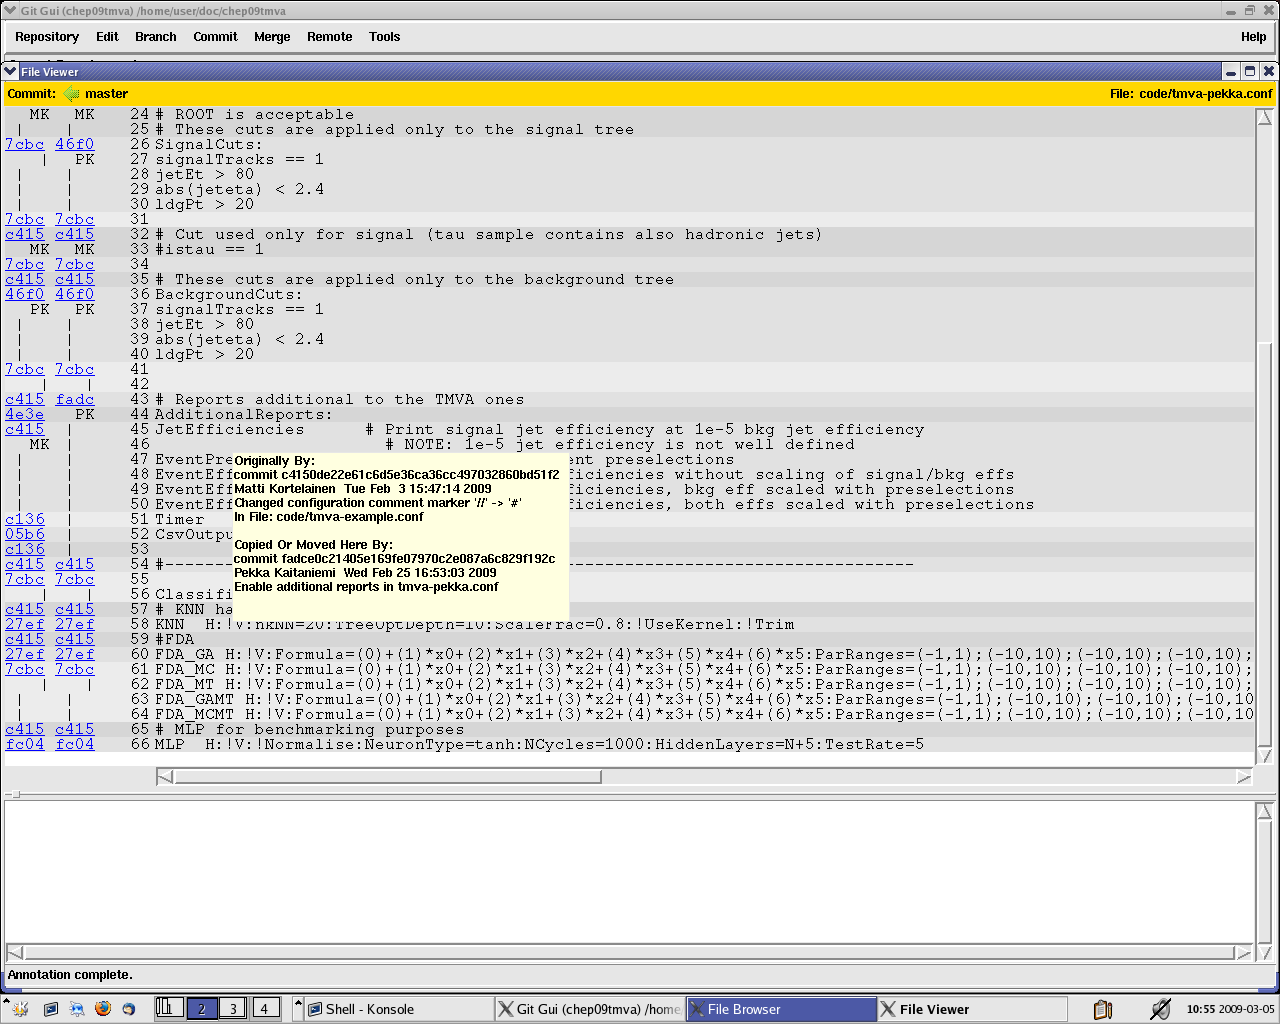 Git Gui (chep09tmva) /home/user/doc/chep09tmva
Repository Edit Branch Commit Merge Remote Tools Help
File Viewer
Commit: master File: code/tmva-pekka.conf
MK MK 24 # ROOT is acceptable
| | 25 # These cuts are applied only to the signal tree
7cbc 46f0 26 SignalCuts:
| PK 27 signalTracks == 1
| | 28 jetEt > 80
| | 29 abs(jeteta) < 2.4
| | 30 ldgPt > 20
7cbc 7cbc 31
c415 c415 32 # Cut used only for signal (tau sample contains also hadronic jets)
MK MK 33 #istau == 1
7cbc 7cbc 34
c415 c415 35 # These cuts are applied only to the background tree
46f0 46f0 36 BackgroundCuts:
PK PK 37 signalTracks == 1
| | 38 jetEt > 80
| | 39 abs(jeteta) < 2.4
| | 40 ldgPt > 20
7cbc 7cbc 41
| | 42
c415 fadc 43 # Reports additional to the TMVA ones
4e3e PK 44 AdditionalReports:
c415 | 45 JetEfficiencies # Print signal jet efficiency at 1e-5 bkg jet efficiency
MK | 46 # NOTE: 1e-5 jet efficiency is not well defined
47 EventPre nt preselections
48 EventEff iciencies without scaling of signal/bkg effs
49 EventEff iciencies, bkg eff scaled with preselections
50 EventEff iciencies, both effs scaled with preselections
c136 | 51 Timer
05b6 | 52 CsvOutpu
c136 | 53
c415 c415 54 #----------------------------------------------------------------------------
7cbc 7cbc 55
| | 56 Classifi
c415 c415 57 # KNN ha
27ef 27ef 58 KNN H:!V:nkNN=20:TreeOptDepth=10:ScaleFrac=0.8:!UseKernel:!Trim
c415 c415 59 #FDA
27ef 27ef 60 FDA_GA H:!V:Formula=(0)+(1)*x0+(2)*x1+(3)*x2+(4)*x3+(5)*x4+(6)*x5:ParRanges=(-1,1);(-10,10);(-10,10);(-10,10);
7cbc 7cbc 61 FDA_MC H:!V:Formula=(0)+(1)*x0+(2)*x1+(3)*x2+(4)*x3+(5)*x4+(6)*x5:ParRanges=(-1,1);(-10,10);(-10,10);(-10,10);
| | 62 FDA_MT H:!V:Formula=(0)+(1)*x0+(2)*x1+(3)*x2+(4)*x3+(5)*x4+(6)*x5:ParRanges=(-1,1);(-10,10);(-10,10);(-10,10);
| | 63 FDA_GAMT H:!V:Formula=(0)+(1)*x0+(2)*x1+(3)*x2+(4)*x3+(5)*x4+(6)*x5:ParRanges=(-1,1);(-10,10);(-10,10);(-10,10
| | 64 FDA_MCMT H:!V:Formula=(0)+(1)*x0+(2)*x1+(3)*x2+(4)*x3+(5)*x4+(6)*x5:ParRanges=(-1,1);(-10,10);(-10,10);(-10,10
c415 c415 65 # MLP for benchmarking purposes
fc04 fc04 66 MLP H:!V:!Normalise:NeuronType=tanh:NCycles=1000:HiddenLayers=N+5:TestRate=5
Originally By:
commit c4150de22e61c6d5e36ca36cc497032860bd51f2
Matti Kortelainen Tue Feb 3 15:47:14 2009
Changed configuration comment marker '//' -> '#'
In File: code/tmva-example.conf
Copied Or Moved Here By:
commit fadce0c21405e169fe07970c2e087a6c829f192c
Pekka Kaitaniemi Wed Feb 25 16:53:03 2009
Enable additional reports in tmva-pekka.conf
Annotation complete.
1 2 3 4 Shell - Konsole Git Gui (chep09tmva) /home File Browser File Viewer 10:55 2009-03-05